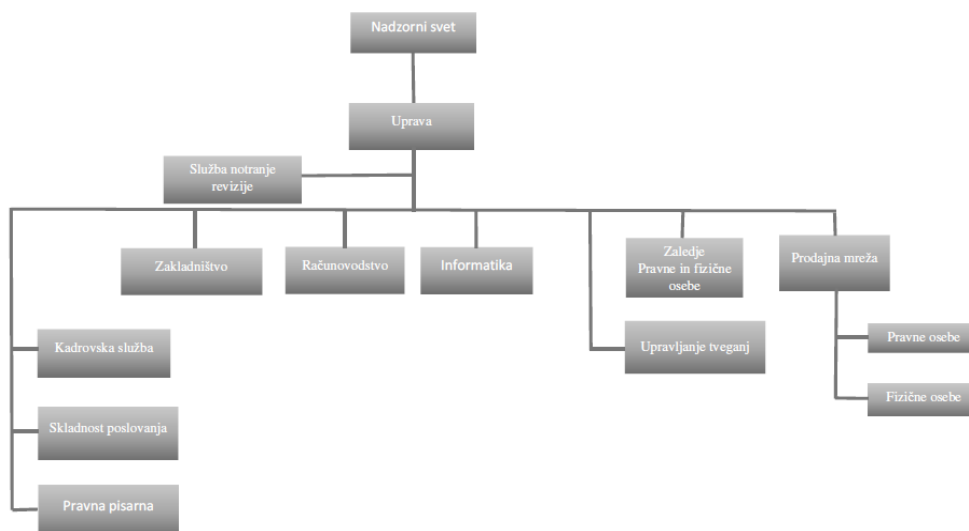 Nadzorni svet
Uprava
Služba notranje
revizije
Zakladništvo
Računovodstvo
Informatika
Zaledje
Pravne in fizične
osebe
Prodajna mreža
Kadrovska služba
Upravljanje tveganj
Pravne osebe
Fizične osebe
Skladnost poslovanja
Pravna pisarna